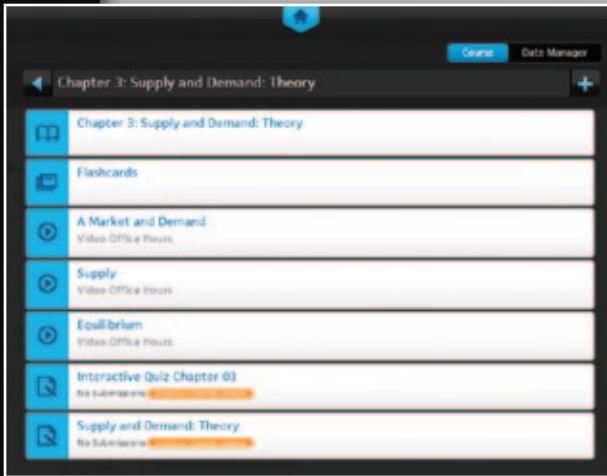 Course Date Manager
Chapter 3: Supply and Demand: Theory
Chapter 3: Supply and Demand: Theory
Flashcards
A Market and Demand
Video Office Hours
Supply
Video Office Hours
Equilibrium
Video Office Hours
Interactive Quiz Chapter 03
No Submissions
Supply and Demand: Theory
No Submissions